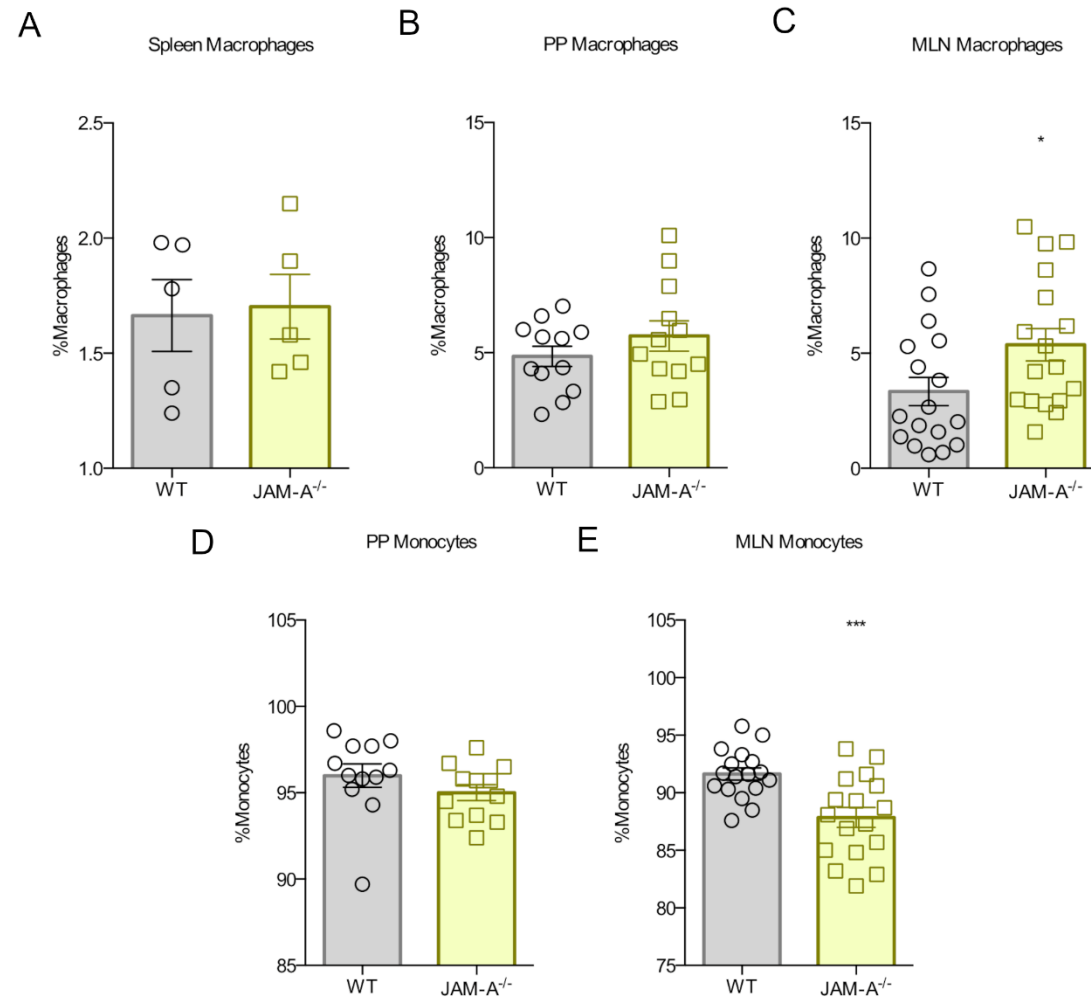 A
Spleen Macrophages
%Macrophages
2.5
2.0
1.5
1.0
WT
JAM-A-/-
B
PP Macrophages
%Macrophages
15
10
5
0
WT
JAM-A-/-
C
MLN Macrophages
%Macrophages
15
10
5
0
*
WT
JAM-A-/-
D
PP Monocytes
%Monocytes
105
100
95
90
85
WT
JAM-A-/-
E
MLN Monocytes
%Monocytes
105
100
95
90
85
80
75
***
WT
JAM-A-/-